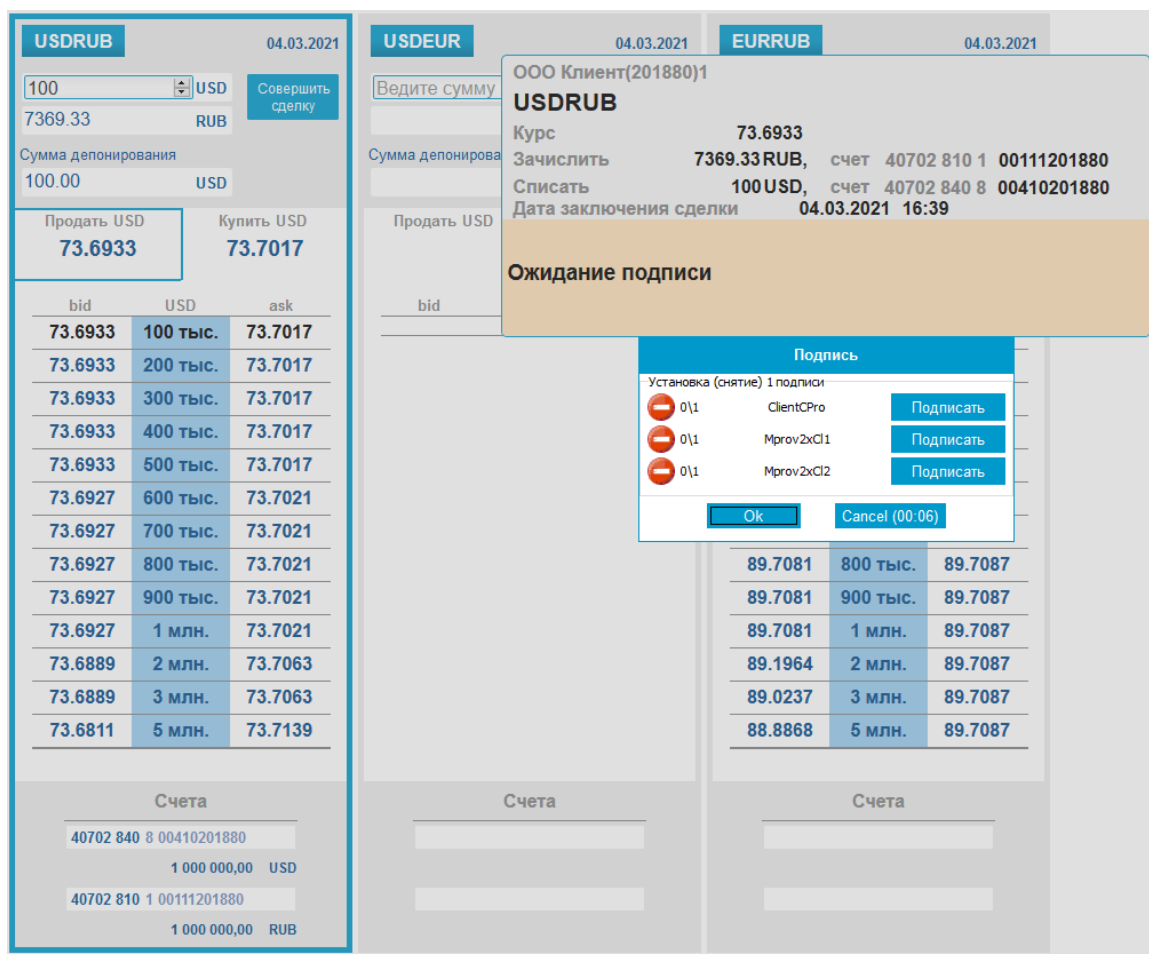 USDRUB 04.03.2021
100 USD
Совершить сделку
7369.33 RUB
Сумма депонирования
100.00 USD
Продать USD Купить USD
73.6933 73.7017
bid USD ask
73.6933 100 тыс. 73.7017
73.6933 200 тыс. 73.7017
73.6933 300 тыс. 73.7017
73.6933 400 тыс. 73.7017
73.6933 500 тыс. 73.7017
73.6927 600 тыс. 73.7021
73.6927 700 тыс. 73.7021
73.6927 800 тыс. 73.7021
73.6927 900 тыс. 73.7021
73.6927 1 млн. 73.7021
73.6889 2 млн. 73.7063
73.6889 3 млн. 73.7063
73.6811 5 млн. 73.7139
Счета
40702 840 8 00410201880
1 000 000,00 USD
40702 810 1 00111201880
1 000 000,00 RUB
USDEUR 04.03.2021
Ведите сумму
Сумма депонирова
Продать USD
bid
Счета
EURRUB 04.03.2021
ООО Клиент(201880)1
USDRUB
Курс 73.6933
Зачислить 7369.33 RUB, счет 40702 810 1 00111201880
Списать 100 USD, счет 40702 840 8 00410201880
Дата заключения сделки 04.03.2021 16:39
Ожидание подписи
Подпись
Установка (снятие) 1 подписи
0\1 ClientCPro Подписать
0\1 Mprov2xCl1 Подписать
0\1 Mprov2xCl2 Подписать
Ok Cancel (00:06)
89.7081 800 тыс. 89.7087
89.7081 900 тыс. 89.7087
89.7081 1 млн. 89.7087
89.1964 2 млн. 89.7087
89.0237 3 млн. 89.7087
88.8868 5 млн. 89.7087
Счета